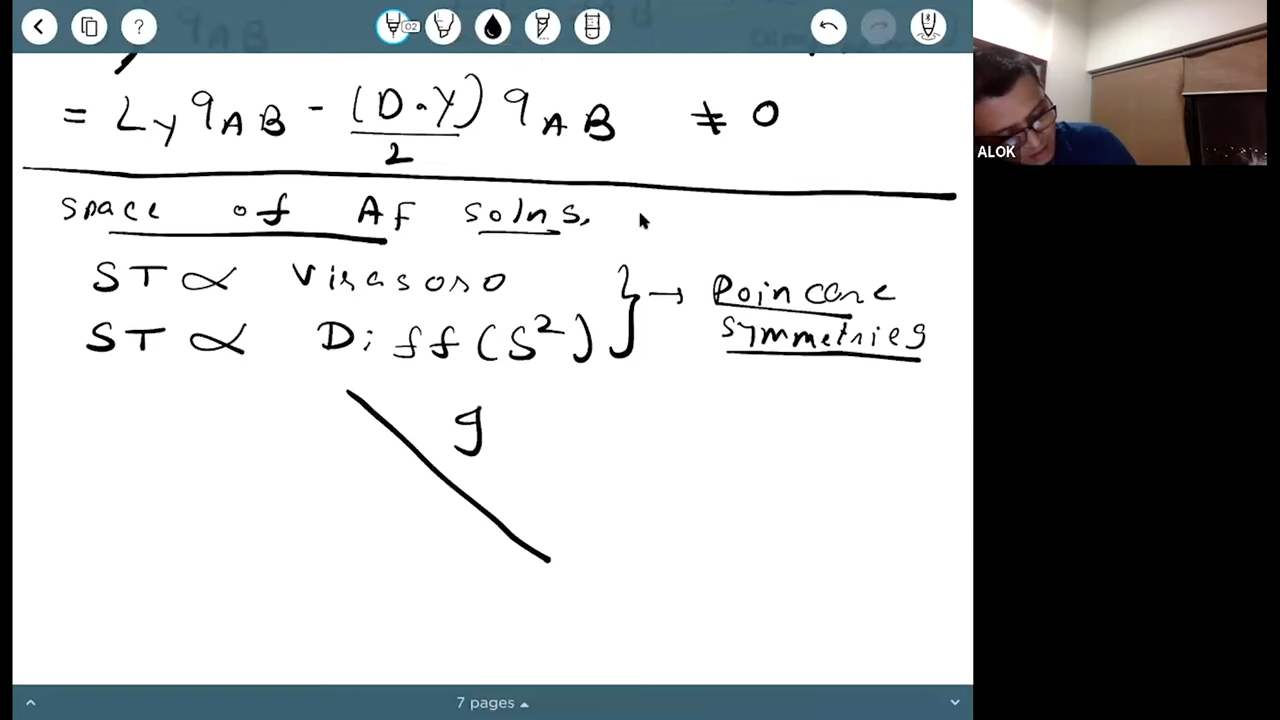 = L_Y q_AB - (D·Y)/2 q_AB ≠ 0
space of AF solns.
ST ∝ Virasoro
ST ∝ Diff(S²) } → Poincare symmetries
g
ALOK
7 pages